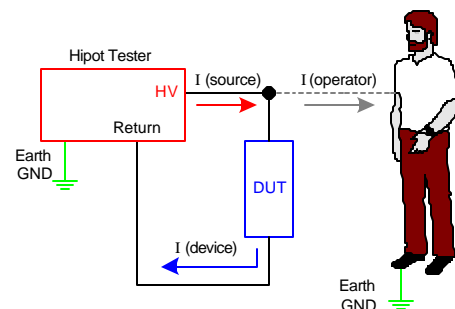 Hipot Tester
HV
Return
Earth
GND
I (source)
I (operator)
DUT
I (device)
Earth
GND